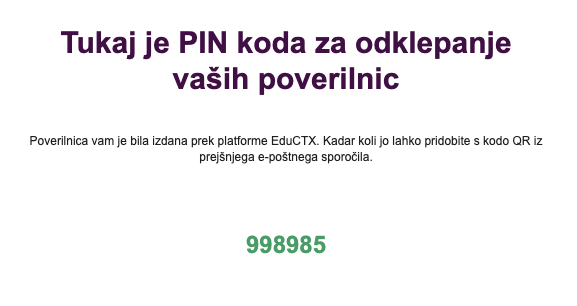 Tukaj je PIN koda za odklepanje
vaših poverilnic
Poverilnica vam je bila izdana prek platforme EduCTX. Kadar koli jo lahko pridobite s kodo QR iz
prejšnjega e-poštnega sporočila.
998985